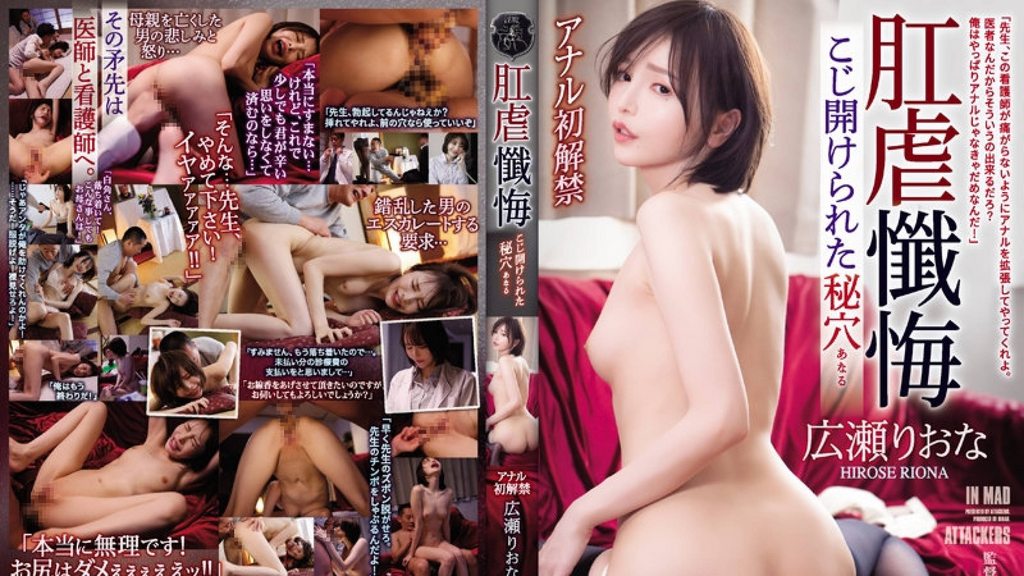 母親を亡くした
男の悲しみと
怒り…
その矛先は
医師と看護師へ。
「本当にすまない…
けれど、これで
少しでも君が辛い
思いをしなくて
済むのなら…」
「そんな…先生、
やめて下さい!
イヤァァァァ!!」
「先生、勃起してるんじゃねぇか?
挿れてやれよ、前の穴なら使っていいぞ」
錯乱した男の
エスカレートする
要求…
「すみません、もう落ち着いたので…。
未払い分の診療費の
支払いをと思いまして…」
「お線香をあげさせて頂きたいのですが
お伺いしてもよろしいでしょうか?」
「俺はもう
終わりだ!」
「早く先生のズボン脱がせろ。
先生のチンポをしゃぶるんだよ!
「本当に無理です!
お尻はダメぇぇぇぇぇッ!!」
肛虐懺悔
こじ開けられた
秘穴
あなる
アナル
初解禁
広瀬りおな
「先生、この看護師が痛がらないようにアナルを拡張してやってくれよ。
医者なんだからそういうの出来るだろ?
俺はやっぱりアナルじゃなきゃだめなんだ!」
肛虐懺悔
こじ開けられた秘穴
あなる
アナル初解禁
広瀬りおな
HIROSE RIONA
IN MAD
PRESENTED BY ATTACKERS.
ATTACKERS
監督